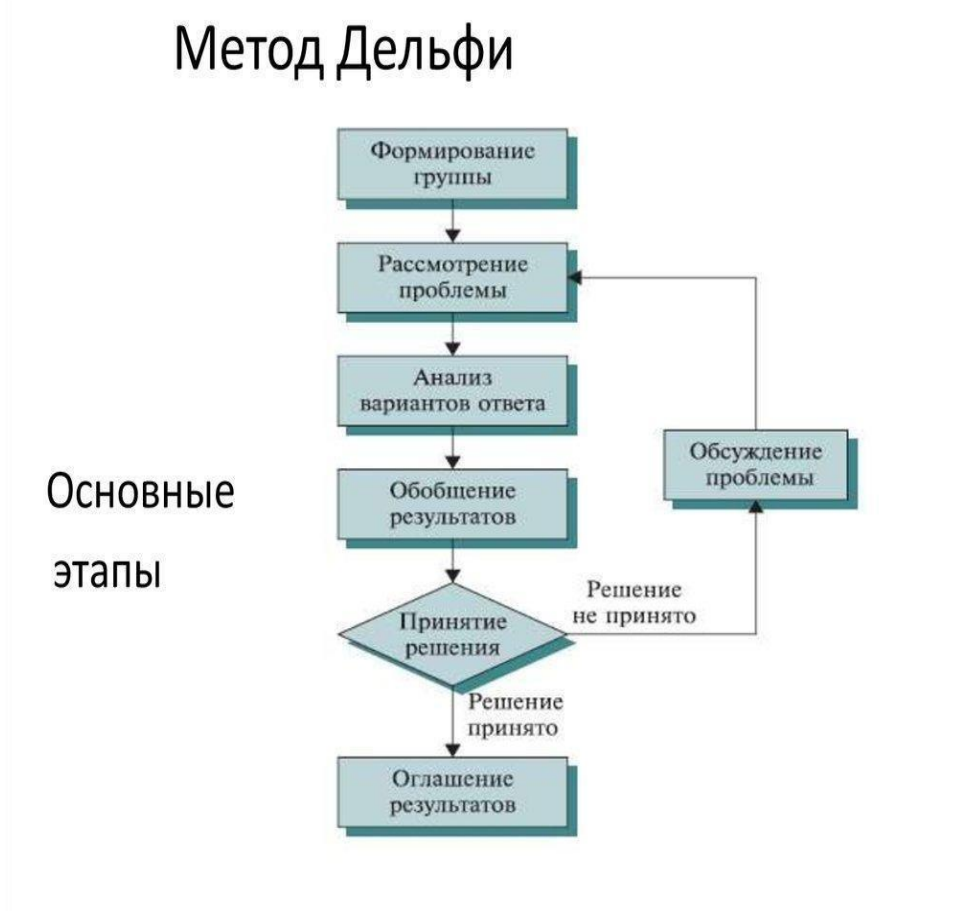 Метод Дельфи
Формирование
группы
Рассмотрение
проблемы
Анализ
вариантов ответа
Обсуждение
проблемы
Основные
этапы
Обобщение
результатов
Решение
не принято
Принятие
решения
Решение
принято
Оглашение
результатов